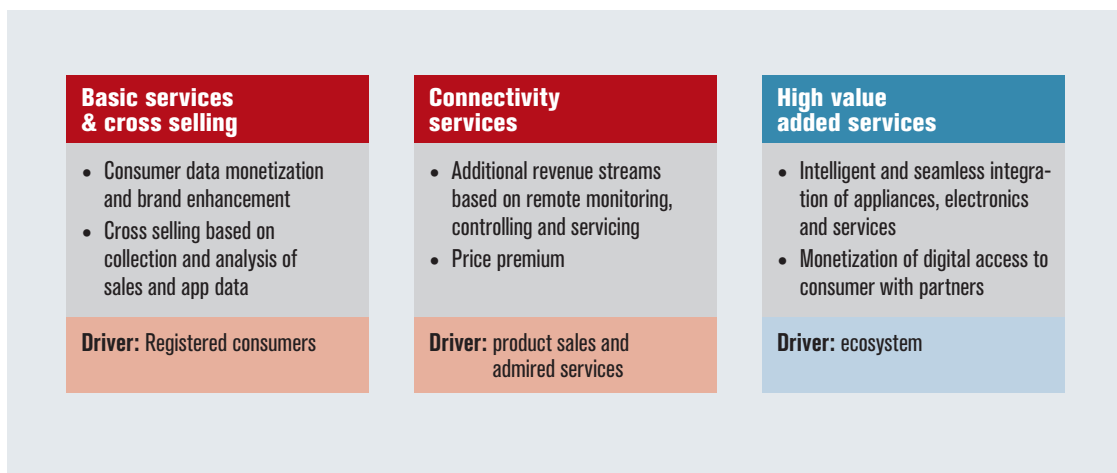 Basic services
& cross selling
• Consumer data monetization
and brand enhancement
• Cross selling based on
collection and analysis of
sales and app data
Driver: Registered consumers
Connectivity
services
• Additional revenue streams
based on remote monitoring,
controlling and servicing
• Price premium
Driver: product sales and
admired services
High value
added services
• Intelligent and seamless integra-
tion of appliances, electronics
and services
• Monetization of digital access to
consumer with partners
Driver: ecosystem